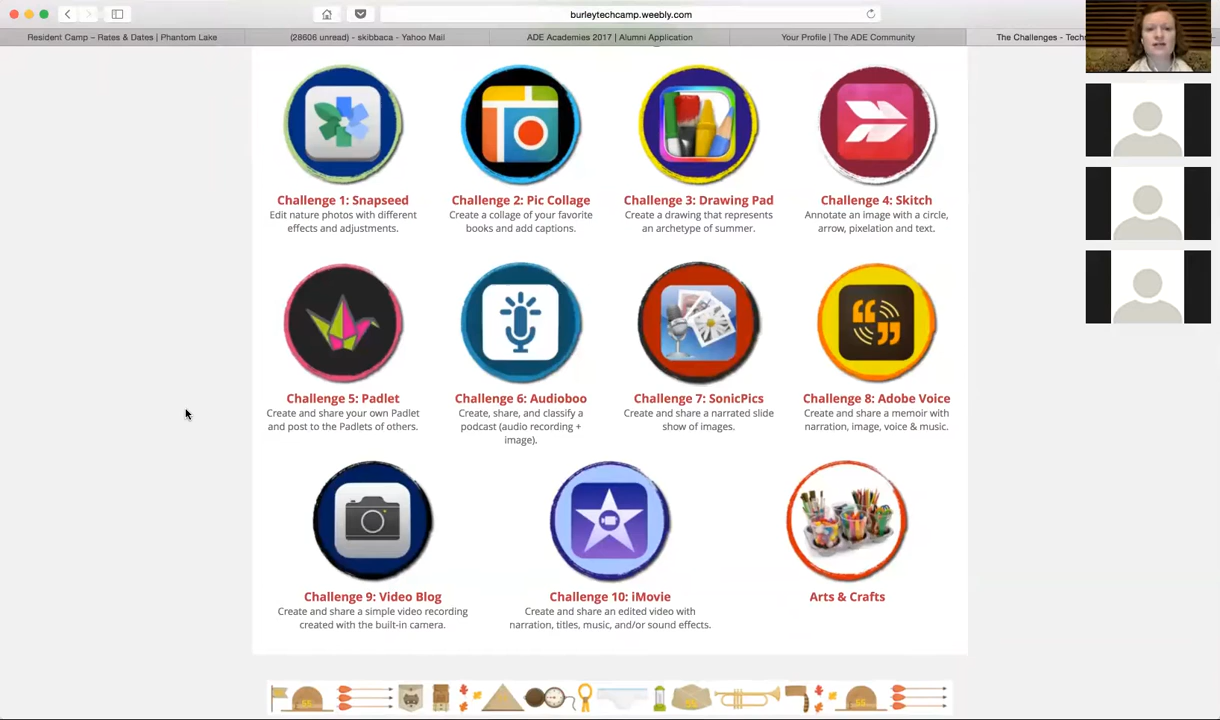 burleytechcamp.weebly.com
Resident Camp – Rates & Dates | Phantom Lake
(28606 unread) - skibbaca - Yahoo Mail
ADE Academies 2017 | Alumni Application
Your Profile | The ADE Community
The Challenges - Tech
Challenge 1: Snapseed
Edit nature photos with different
effects and adjustments.
Challenge 2: Pic Collage
Create a collage of your favorite
books and add captions.
Challenge 3: Drawing Pad
Create a drawing that represents
an archetype of summer.
Challenge 4: Skitch
Annotate an image with a circle,
arrow, pixelation and text.
Challenge 5: Padlet
Create and share your own Padlet
and post to the Padlets of others.
Challenge 6: Audioboo
Create, share, and classify a
podcast (audio recording +
image).
Challenge 7: SonicPics
Create and share a narrated slide
show of images.
Challenge 8: Adobe Voice
Create and share a memoir with
narration, image, voice & music.
Challenge 9: Video Blog
Create and share a simple video recording
created with the built-in camera.
Challenge 10: iMovie
Create and share an edited video with
narration, titles, music, and/or sound effects.
Arts & Crafts